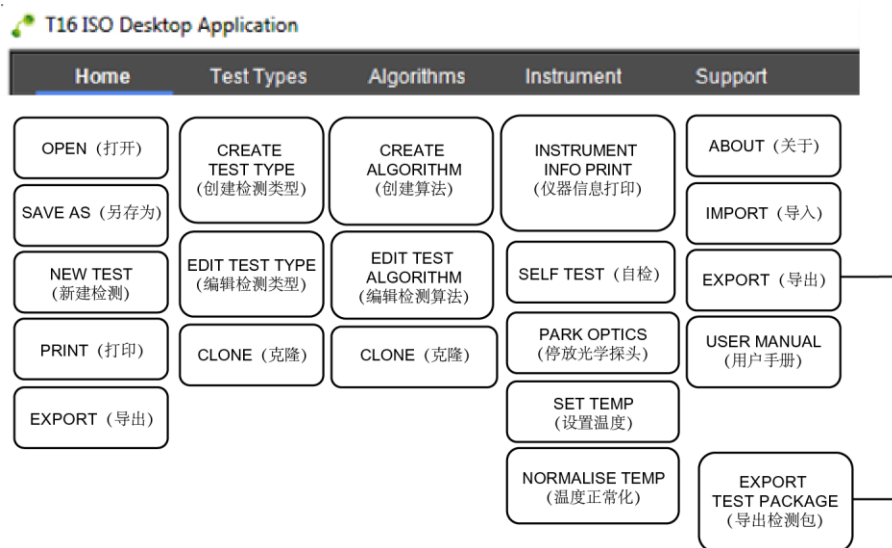 T16 ISO Desktop Application
Home Test Types Algorithms Instrument Support
OPEN（打开）
SAVE AS（另存为）
NEW TEST
（新建检测）
PRINT（打印）
EXPORT（导出）
CREATE
TEST TYPE
（创建检测类型）
EDIT TEST TYPE
（编辑检测类型）
CLONE（克隆）
CREATE
ALGORITHM
（创建算法）
EDIT TEST
ALGORITHM
（编辑检测算法）
CLONE（克隆）
INSTRUMENT
INFO PRINT
（仪器信息打印）
SELF TEST（自检）
PARK OPTICS
（停放光学探头）
SET TEMP
（设置温度）
NORMALISE TEMP
（温度正常化）
ABOUT（关于）
IMPORT（导入）
EXPORT（导出）
USER MANUAL
（用户手册）
EXPORT
TEST PACKAGE
（导出检测包）